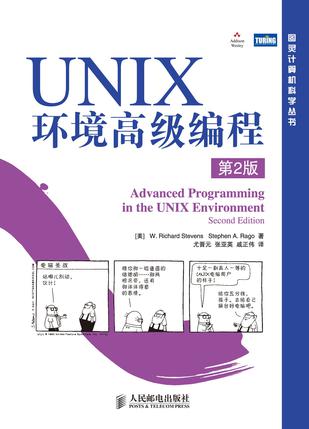 Addison
Wesley
TURING
图灵计算机科学丛书
UNIX
环境高级编程
第2版
Advanced Programming
in the UNIX Environment
Second Edition
[美] W. Richard Stevens Stephen A. Rago 著
尤晋元 张亚英 戚正伟 译
人民邮电出版社
POSTS & TELECOM PRESS